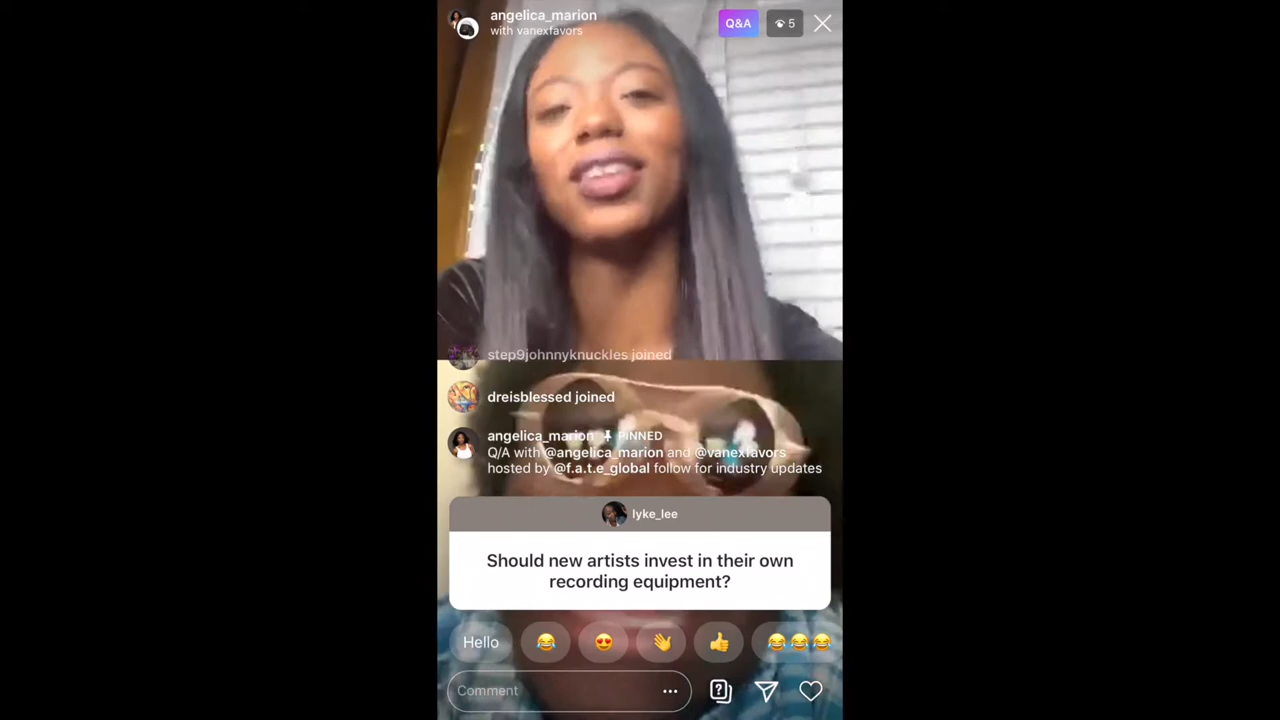 angelica_marion
with vanexfavors
Q&A
5
step9johnnyknuckles joined
dreisblessed joined
angelica_marion PINNED
Q/A with @angelica_marion and @vanexfavors
hosted by @f.a.t.e_global follow for industry updates
lyke_lee
Should new artists invest in their own
recording equipment?
Hello
Comment